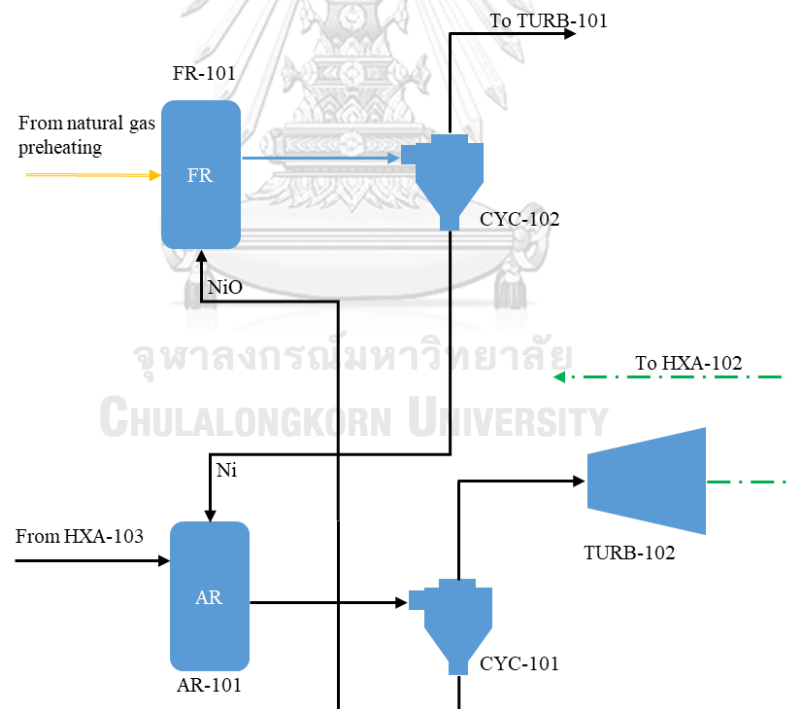 To TURB-101
FR-101
From natural gas
preheating
FR
CYC-102
NiO
จุฬาลงกรณ์มหาวิทยาลัย
To HXA-102
CHULALONGKORN UNIVERSITY
Ni
From HXA-103
TURB-102
AR
CYC-101
AR-101